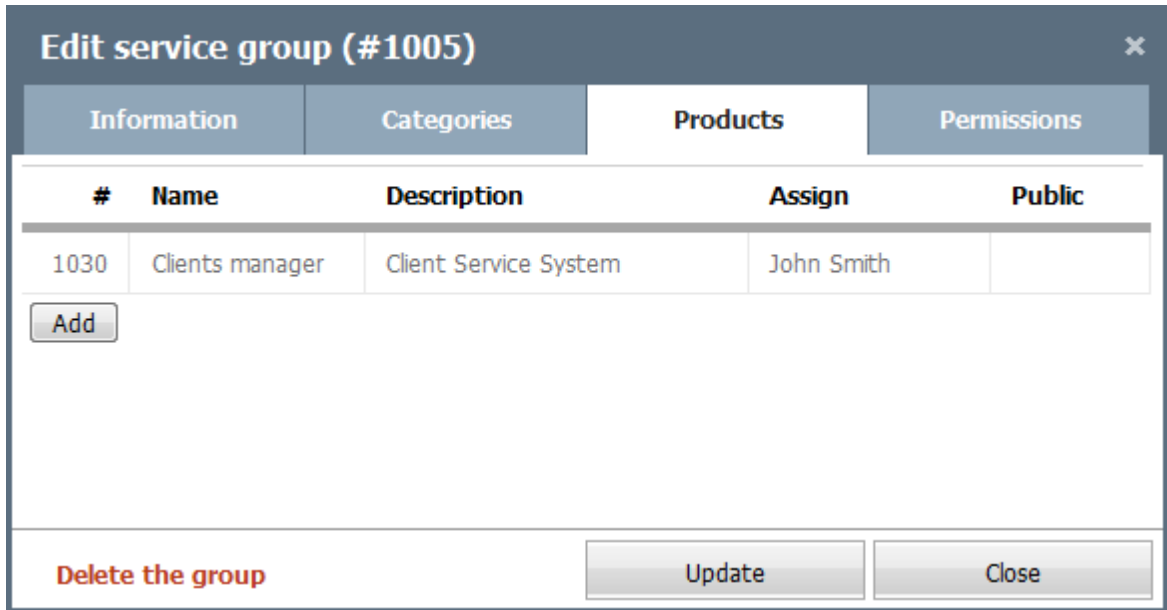 Edit service group (#1005) ×
Information Categories Products Permissions
# Name Description Assign Public
1030 Clients manager Client Service System John Smith
Add
Delete the group Update Close